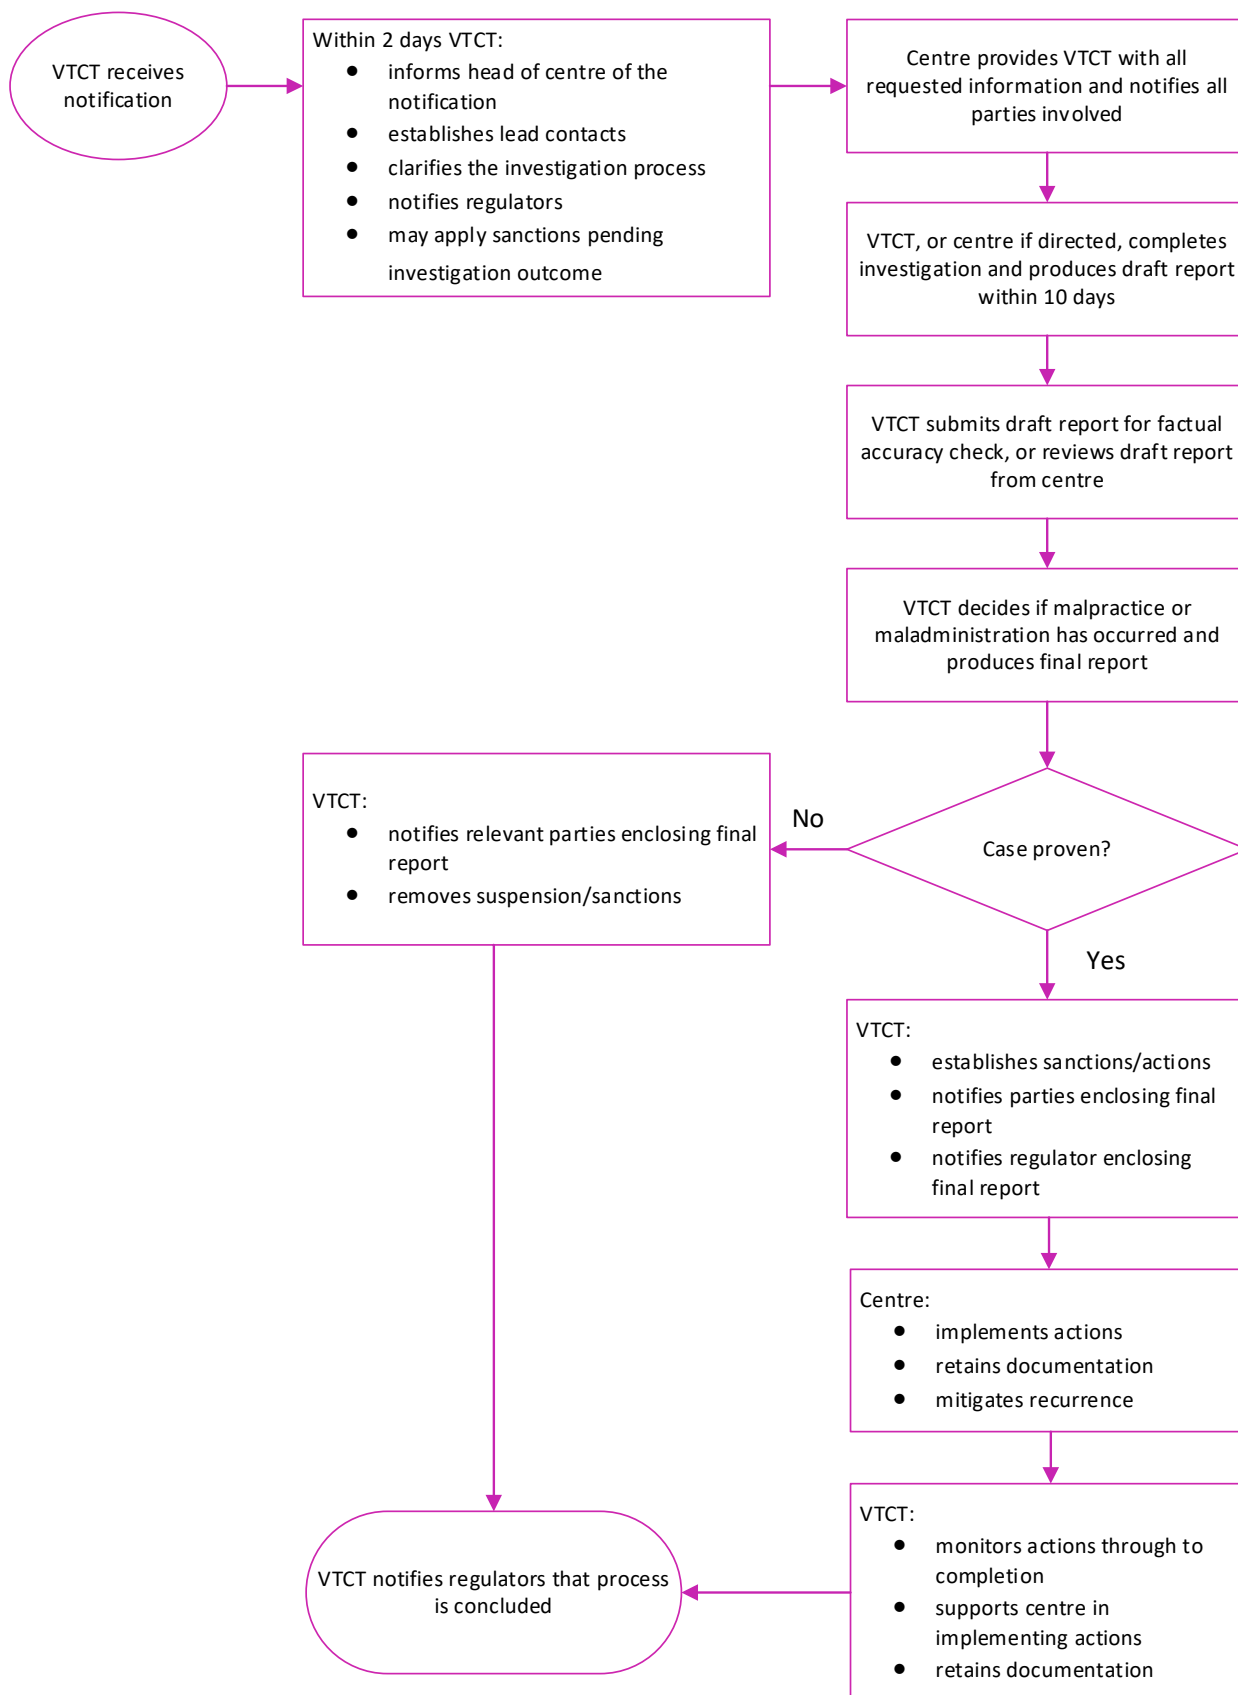 VTCT receives
notification
Within 2 days VTCT:
● informs head of centre of the
notification
● establishes lead contacts
● clarifies the investigation process
● notifies regulators
● may apply sanctions pending
investigation outcome
Centre provides VTCT with all
requested information and notifies all
parties involved
VTCT, or centre if directed, completes
investigation and produces draft report
within 10 days
VTCT submits draft report for factual
accuracy check, or reviews draft report
from centre
VTCT decides if malpractice or
maladministration has occurred and
produces final report
Case proven?
No
VTCT:
● notifies relevant parties enclosing final
report
● removes suspension/sanctions
Yes
VTCT:
● establishes sanctions/actions
● notifies parties enclosing final
report
● notifies regulator enclosing
final report
Centre:
● implements actions
● retains documentation
● mitigates recurrence
VTCT:
● monitors actions through to
completion
● supports centre in
implementing actions
● retains documentation
VTCT notifies regulators that process
is concluded